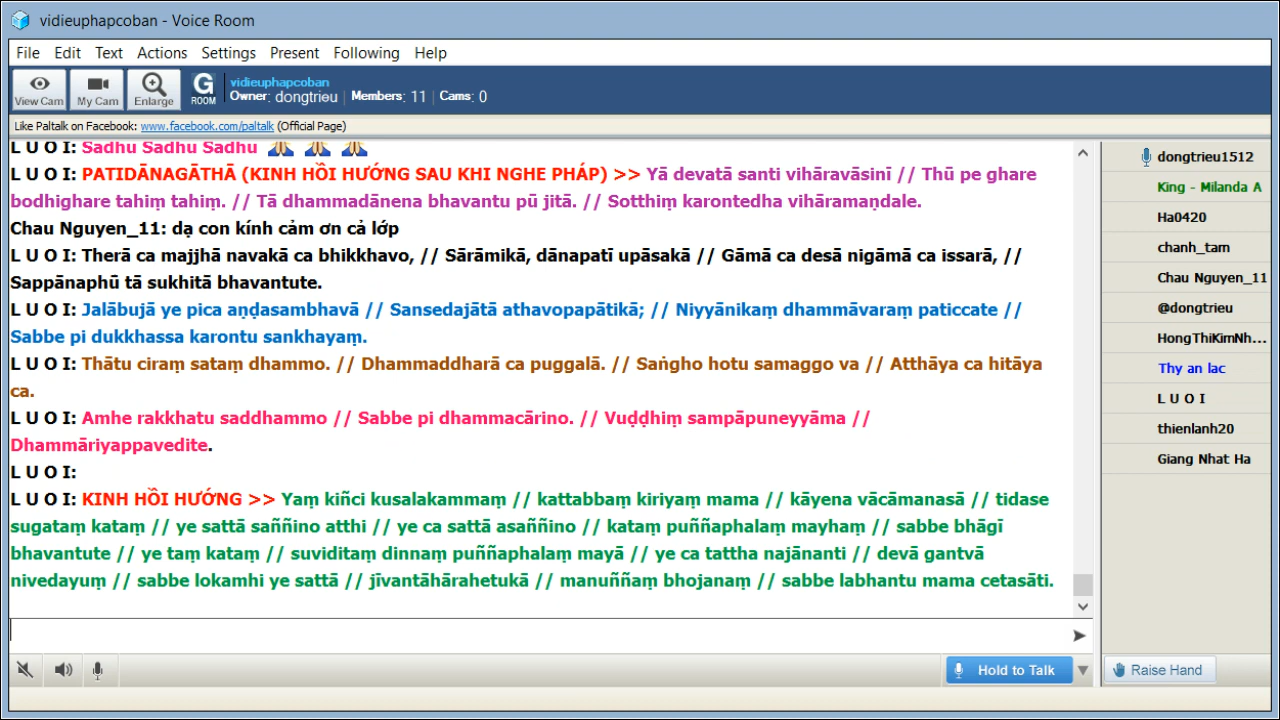 vidieuphapcoban - Voice Room
File Edit Text Actions Settings Present Following Help
View Cam My Cam Enlarge G ROOM
vidieuphapcoban
Owner: dongtrieu | Members: 11 | Cams: 0
Like Paltalk on Facebook: www.facebook.com/paltalk (Official Page)
L U O I: Sadhu Sadhu Sadhu
L U O I: PATIDĀNAGĀTHĀ (KINH HỒI HƯỚNG SAU KHI NGHE PHÁP) >> Yā devatā santi vihāravāsinī // Thū pe ghare
bodhighare tahiṃ tahiṃ. // Tā dhammadānena bhavantu pū jitā. // Sotthiṃ karontedha vihāramaṇdale.
Chau Nguyen_11: dạ con kính cảm ơn cả lớp
L U O I: Therā ca majjhā navakā ca bhikkhavo, // Sārāmikā, dānapatī upāsakā // Gāmā ca desā nigāmā ca issarā, //
Sappānaphū tā sukhitā bhavantute.
L U O I: Jalābujā ye pica aṇḍasambhavā // Sansedajātā athavopapātikā; // Niyyānikaṃ dhammāvaraṃ paticcate //
Sabbe pi dukkhassa karontu sankhayaṃ.
L U O I: Thātu ciraṃ sataṃ dhammo. // Dhammaddharā ca puggalā. // Saṅgho hotu samaggo va // Atthāya ca hitāya
ca.
L U O I: Amhe rakkhatu saddhammo // Sabbe pi dhammacārino. // Vuḍḍhiṃ sampāpuneyyāma //
Dhammāriyappavedite.
L U O I:
L U O I: KINH HỒI HƯỚNG >> Yaṃ kiñci kusalakammaṃ // kattabbaṃ kiriyaṃ mama // kāyena vācāmanasā // tidase
sugataṃ kataṃ // ye sattā saññino atthi // ye ca sattā asaññino // kataṃ puññaphalaṃ mayhaṃ // sabbe bhāgī
bhavantute // ye taṃ kataṃ // suviditaṃ dinnaṃ puññaphalaṃ mayā // ye ca tattha najānanti // devā gantvā
nivedayuṃ // sabbe lokamhi ye sattā // jīvantāhārahetukā // manuññaṃ bhojanaṃ // sabbe labhantu mama cetasāti.
dongtrieu1512
King - Milanda A
Ha0420
chanh_tam
Chau Nguyen_11
@dongtrieu
HongThiKimNh...
Thy an lac
L U O I
thienlanh20
Giang Nhat Ha
Hold to Talk
Raise Hand